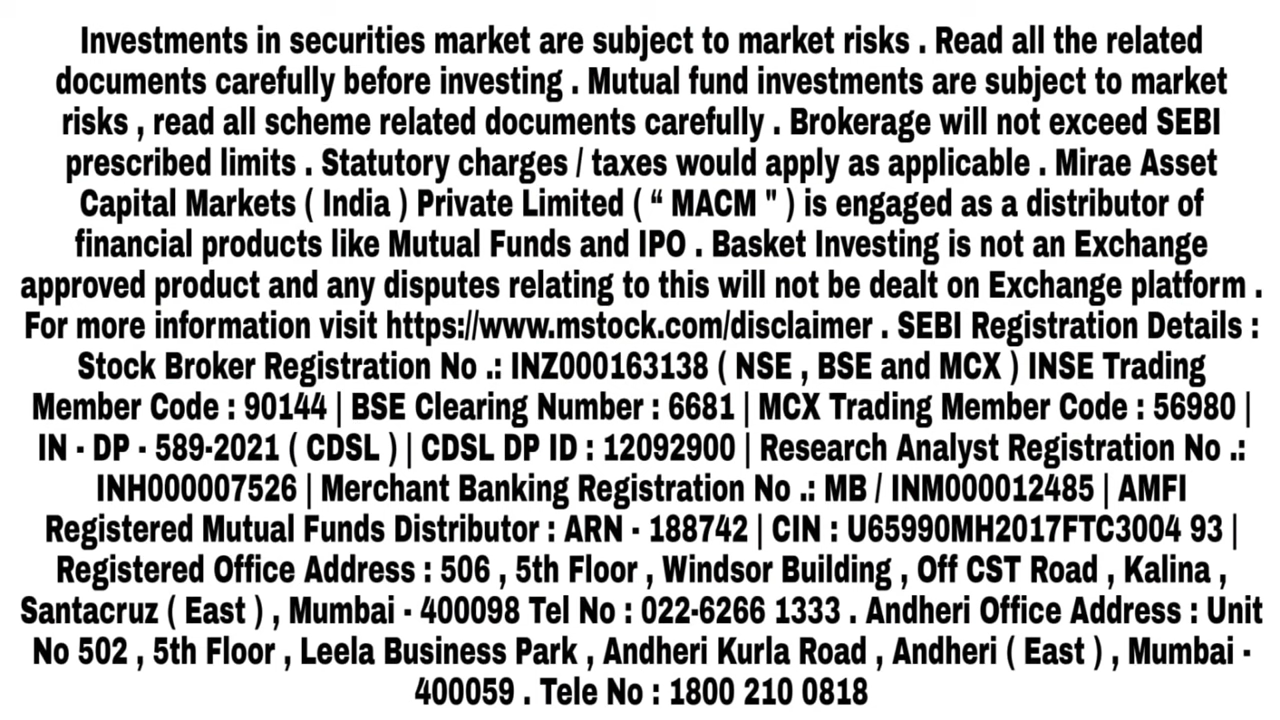 Investments in securities market are subject to market risks . Read all the related
documents carefully before investing . Mutual fund investments are subject to market
risks , read all scheme related documents carefully . Brokerage will not exceed SEBI
prescribed limits . Statutory charges / taxes would apply as applicable . Mirae Asset
Capital Markets ( India ) Private Limited ( “ MACM " ) is engaged as a distributor of
financial products like Mutual Funds and IPO . Basket Investing is not an Exchange
approved product and any disputes relating to this will not be dealt on Exchange platform .
For more information visit https://www.mstock.com/disclaimer . SEBI Registration Details :
Stock Broker Registration No .: INZ000163138 ( NSE , BSE and MCX ) INSE Trading
Member Code : 90144 | BSE Clearing Number : 6681 | MCX Trading Member Code : 56980 |
IN - DP - 589-2021 ( CDSL ) | CDSL DP ID : 12092900 | Research Analyst Registration No .:
INH000007526 | Merchant Banking Registration No .: MB / INM000012485 | AMFI
Registered Mutual Funds Distributor : ARN - 188742 | CIN : U65990MH2017FTC3004 93 |
Registered Office Address : 506 , 5th Floor , Windsor Building , Off CST Road , Kalina ,
Santacruz ( East ) , Mumbai - 400098 Tel No : 022-6266 1333 . Andheri Office Address : Unit
No 502 , 5th Floor , Leela Business Park , Andheri Kurla Road , Andheri ( East ) , Mumbai -
400059 . Tele No : 1800 210 0818